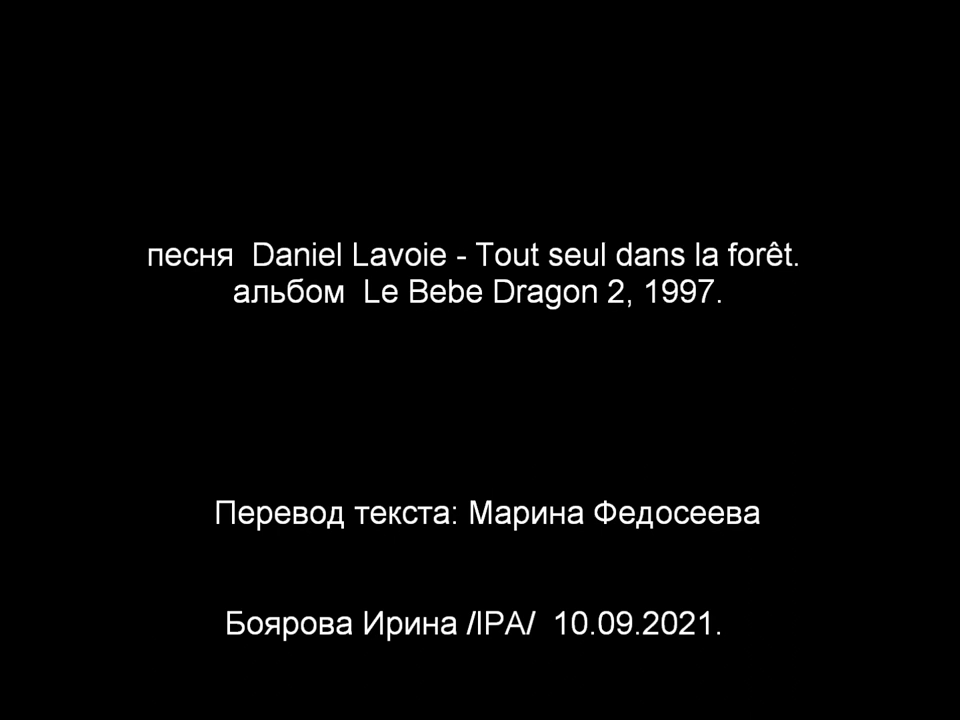 песня  Daniel Lavoie - Tout seul dans la forêt.
альбом  Le Bebe Dragon 2, 1997.
Перевод текста: Марина Федосеева
Боярова Ирина /IPA/  10.09.2021.